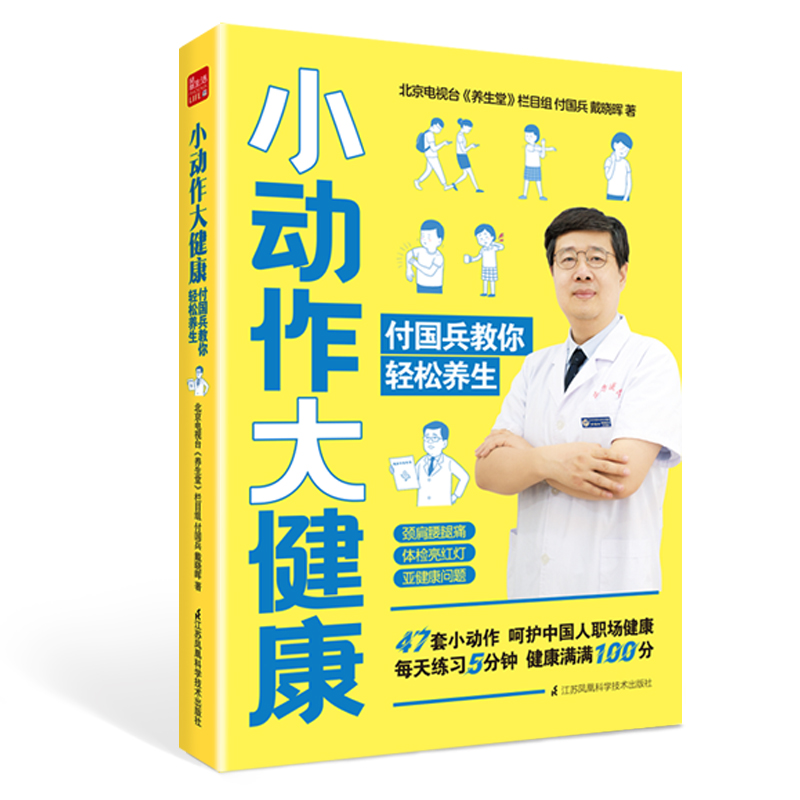 北京电视台《养生堂》栏目组 付国兵 戴晓晖 著
小动作大健康
付国兵教你
轻松养生
颈肩腰腿痛
体检亮红灯
亚健康问题
47套小动作 呵护中国人职场健康
每天练习5分钟 健康满满100分
江苏凤凰科学技术出版社
小动作大健康
付国兵教你
轻松养生
北京电视台《养生堂》栏目组 付国兵 戴晓晖 著
江苏凤凰科学技术出版社